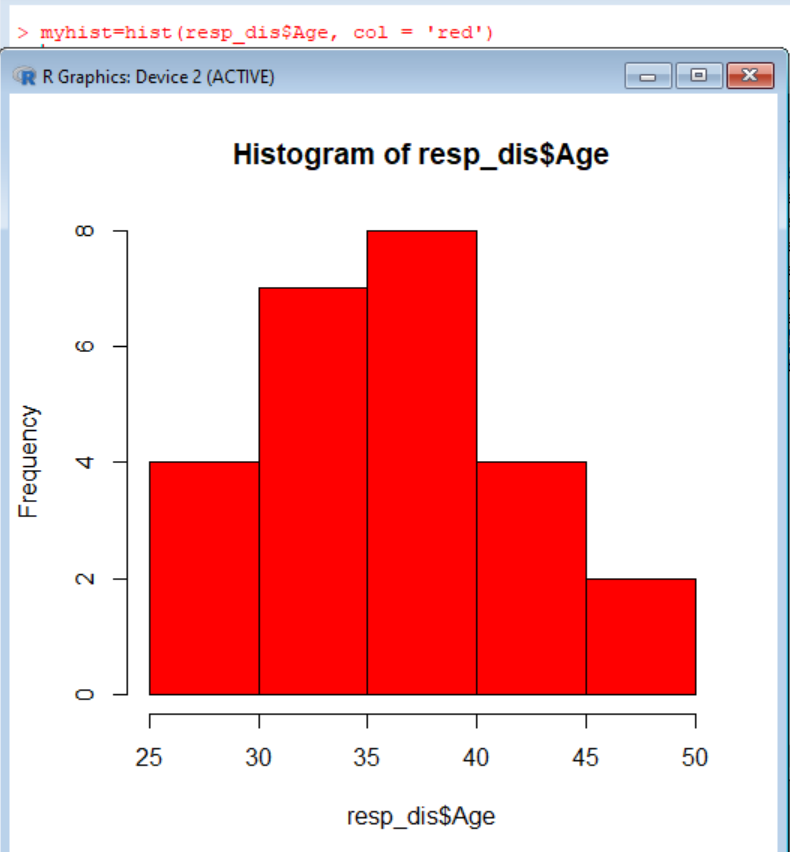 > myhist=hist(resp_dis$Age, col = 'red')
R R Graphics: Device 2 (ACTIVE)
Histogram of resp_dis$Age
8
6
4
2
0
Frequency
25 30 35 40 45 50
resp_dis$Age